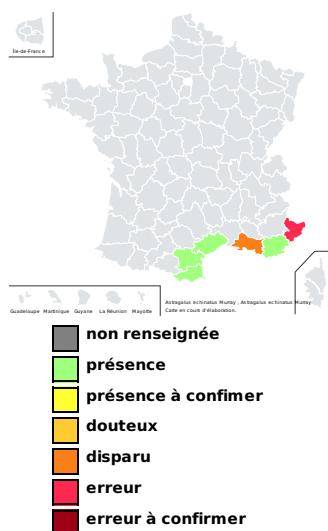 Île-de-France
Guadeloupe Martinique Guyane La Réunion Mayotte
Astragalus echinatus Murray , Astragalus echinatus Murray
Carte en cours d'élaboration.
non renseignée
présence
présence à confimer
douteux
disparu
erreur
erreur à confirmer